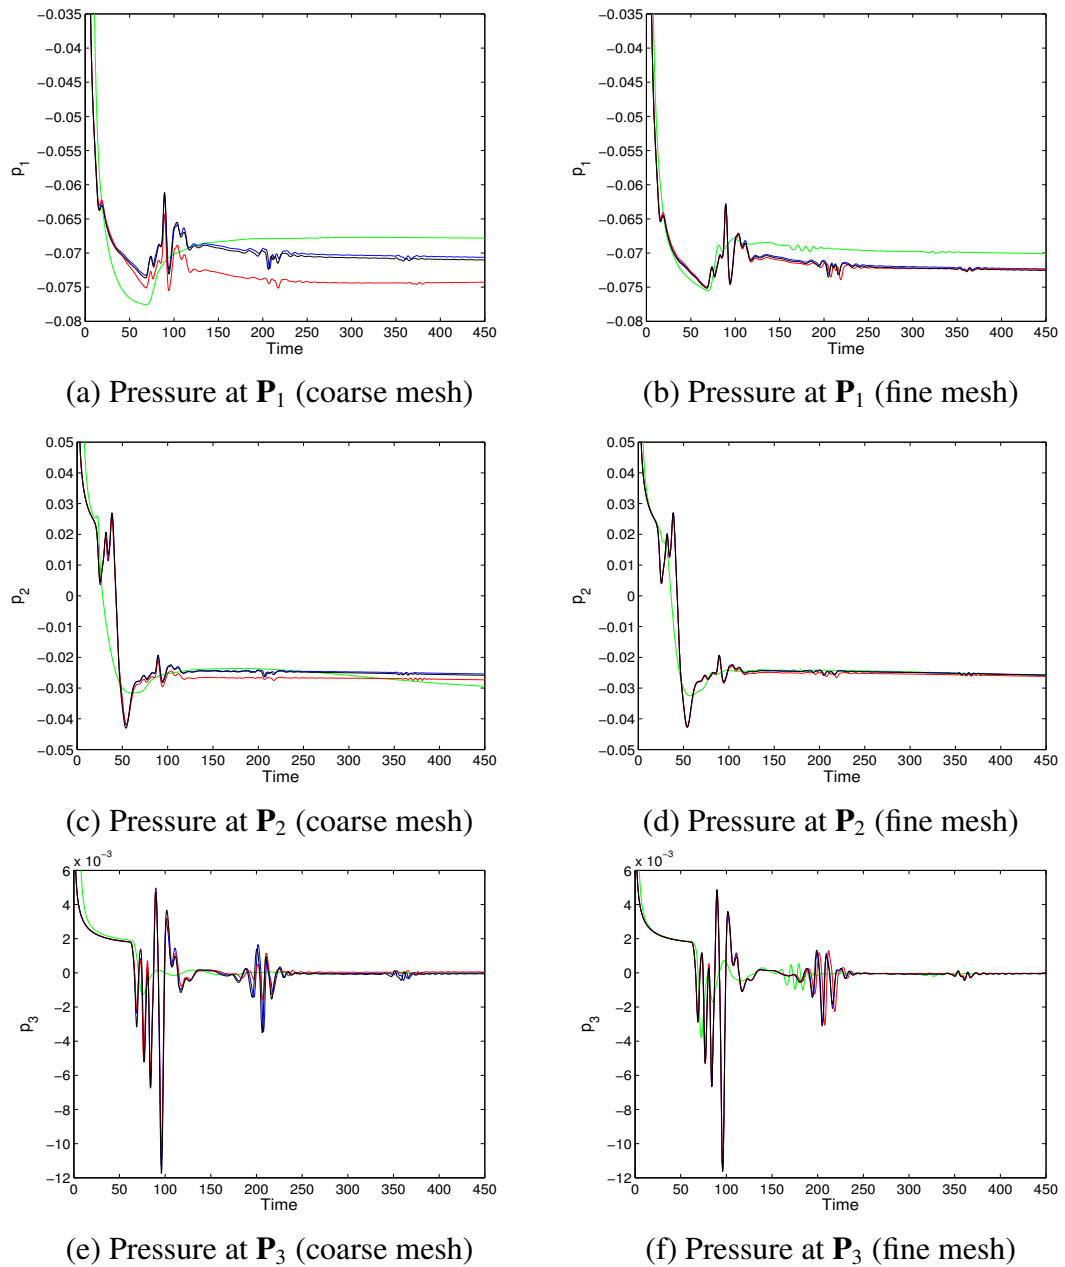 −0.035
−0.04
−0.045
−0.05
−0.055
−0.06
−0.065
−0.07
−0.075
−0.08
p1
0 50 100 150 200 250 300 350 400 450
Time
(a) Pressure at P1 (coarse mesh)
−0.035
−0.04
−0.045
−0.05
−0.055
−0.06
−0.065
−0.07
−0.075
−0.08
p1
0 50 100 150 200 250 300 350 400 450
Time
(b) Pressure at P1 (fine mesh)
0.05
0.04
0.03
0.02
0.01
0
−0.01
−0.02
−0.03
−0.04
−0.05
p2
0 50 100 150 200 250 300 350 400 450
Time
(c) Pressure at P2 (coarse mesh)
0.05
0.04
0.03
0.02
0.01
0
−0.01
−0.02
−0.03
−0.04
−0.05
p2
0 50 100 150 200 250 300 350 400 450
Time
(d) Pressure at P2 (fine mesh)
x 10−3
6
4
2
0
−2
−4
−6
−8
−10
−12
p3
0 50 100 150 200 250 300 350 400 450
Time
(e) Pressure at P3 (coarse mesh)
x 10−3
6
4
2
0
−2
−4
−6
−8
−10
−12
p3
0 50 100 150 200 250 300 350 400 450
Time
(f) Pressure at P3 (fine mesh)